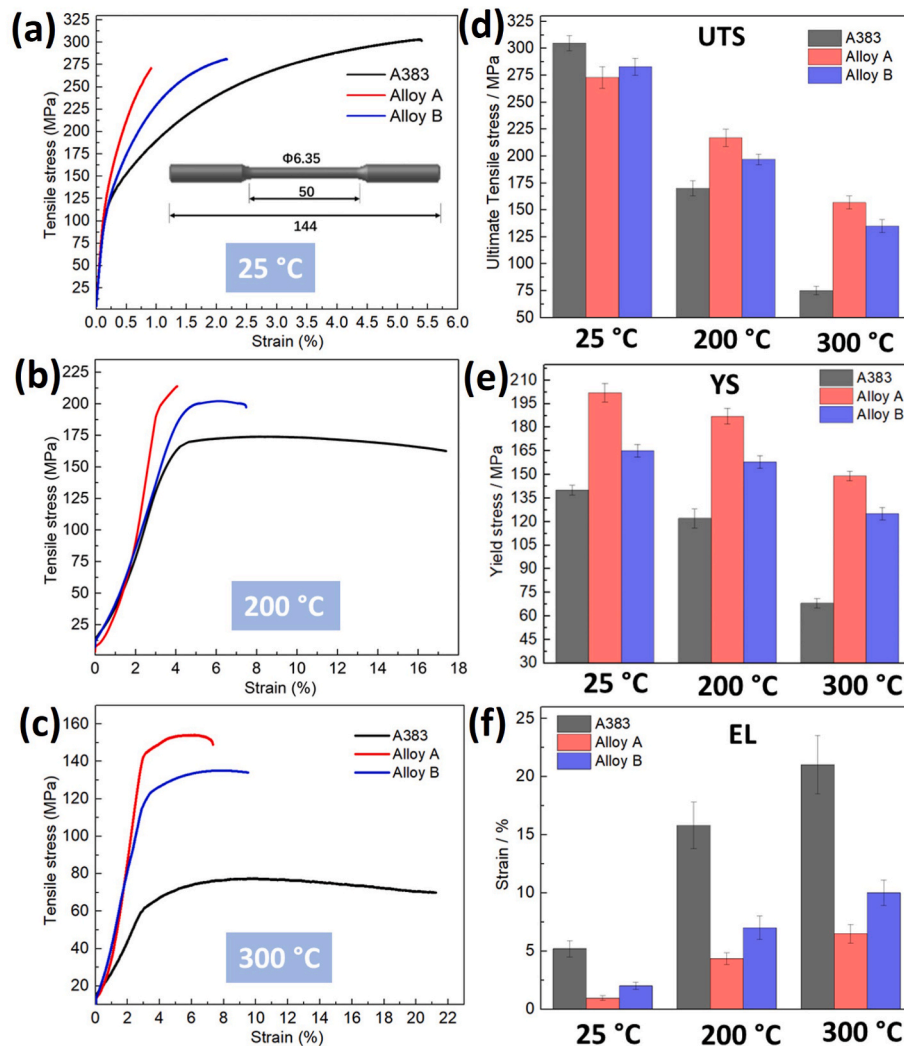 (a)
Tensile stress (MPa)
325
300
275
250
225
200
175
150
125
100
75
50
25
A383
Alloy A
Alloy B
Φ6.35
50
144
25 °C
0.0 0.5 1.0 1.5 2.0 2.5 3.0 3.5 4.0 4.5 5.0 5.5 6.0
Strain (%)
(d)
UTS
Ultimate Tensile stress / MPa
325
300
275
250
225
200
175
150
125
100
75
50
A383
Alloy A
Alloy B
25 °C 200 °C 300 °C
(b)
Tensile stress (MPa)
225
200
175
150
125
100
75
50
25
200 °C
0 2 4 6 8 10 12 14 16 18
Strain (%)
(e)
YS
Yield stress / MPa
210
195
180
165
150
135
120
105
90
75
60
45
30
A383
Alloy A
Alloy B
25 °C 200 °C 300 °C
(c)
Tensile stress (MPa)
160
140
120
100
80
60
40
20
A383
Alloy A
Alloy B
300 °C
0 2 4 6 8 10 12 14 16 18 20 22
Strain (%)
(f)
EL
Strain / %
25
20
15
10
5
0
A383
Alloy A
Alloy B
25 °C 200 °C 300 °C